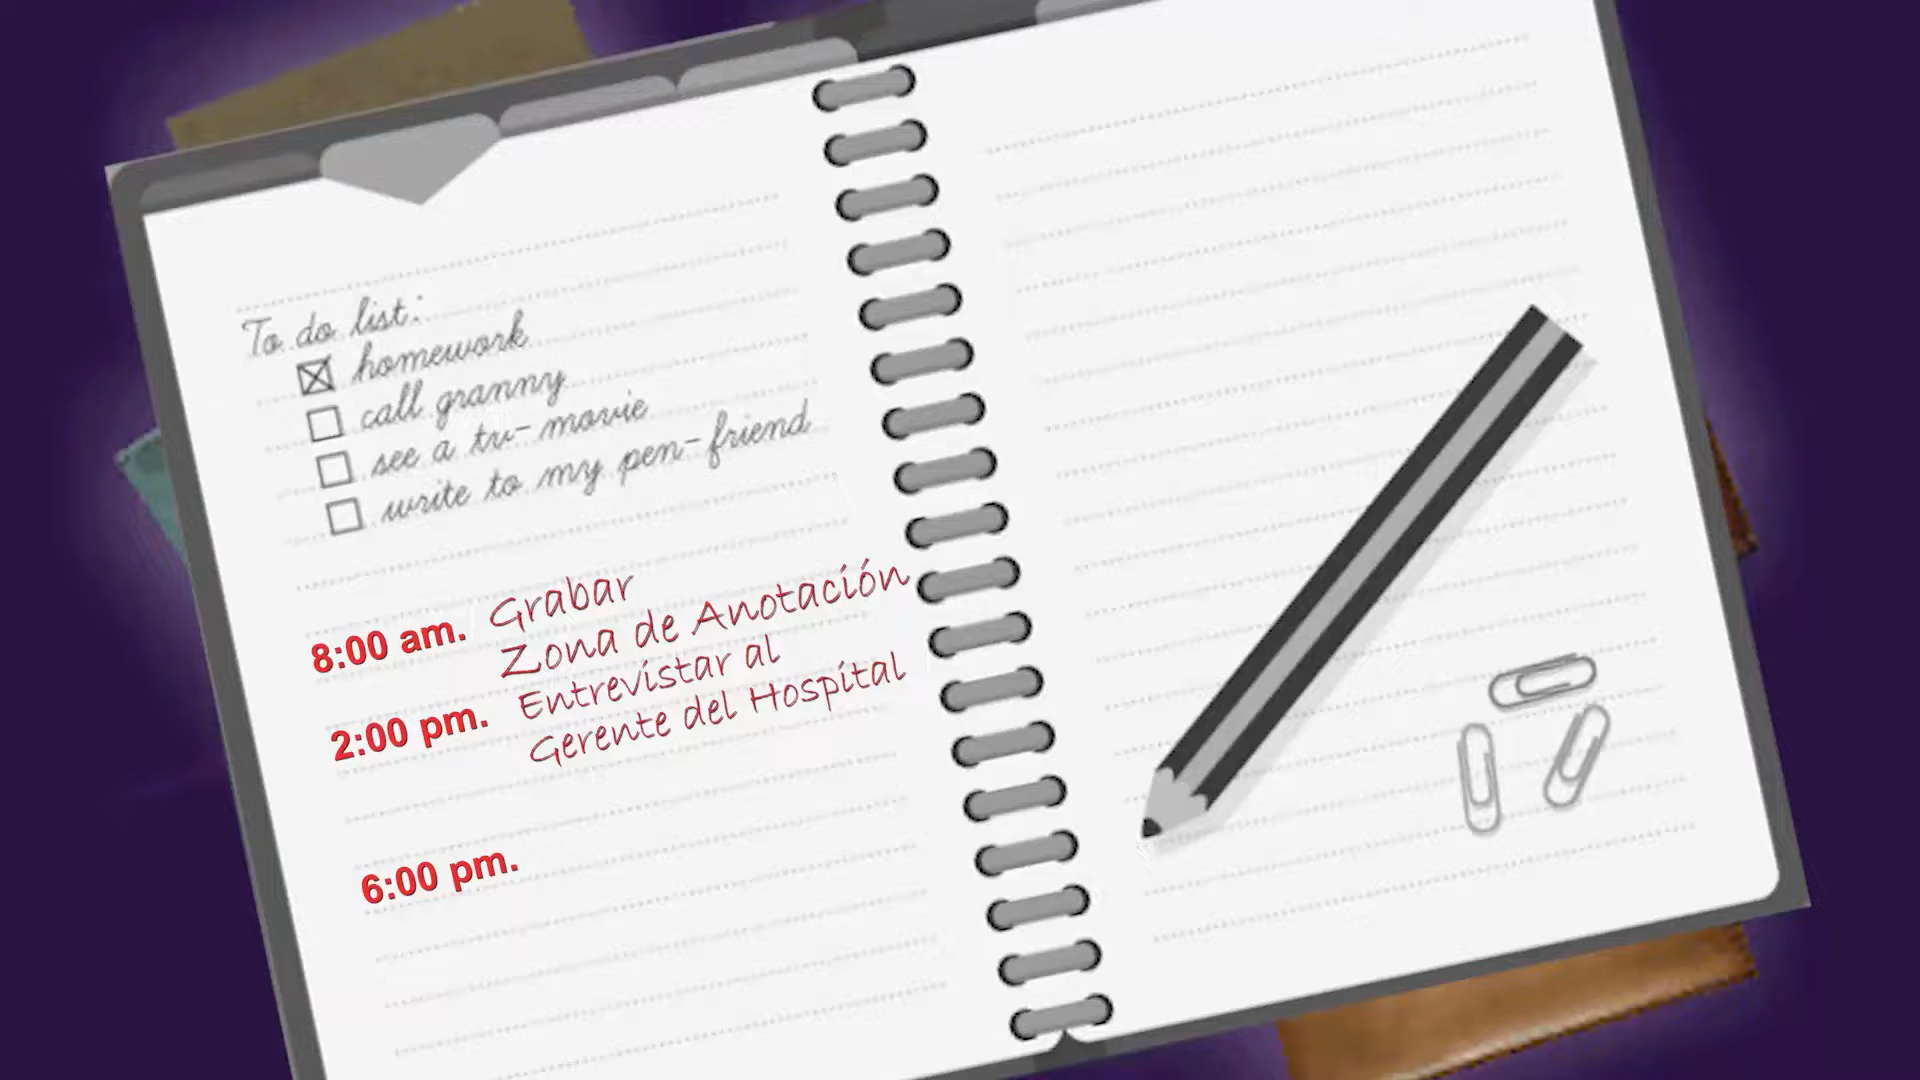 To do list:
homework
call granny
see a tv-movie
write to my pen-friend
8:00 am. Grabar
Zona de Anotación
2:00 pm. Entrevistar al
Gerente del Hospital
6:00 pm.